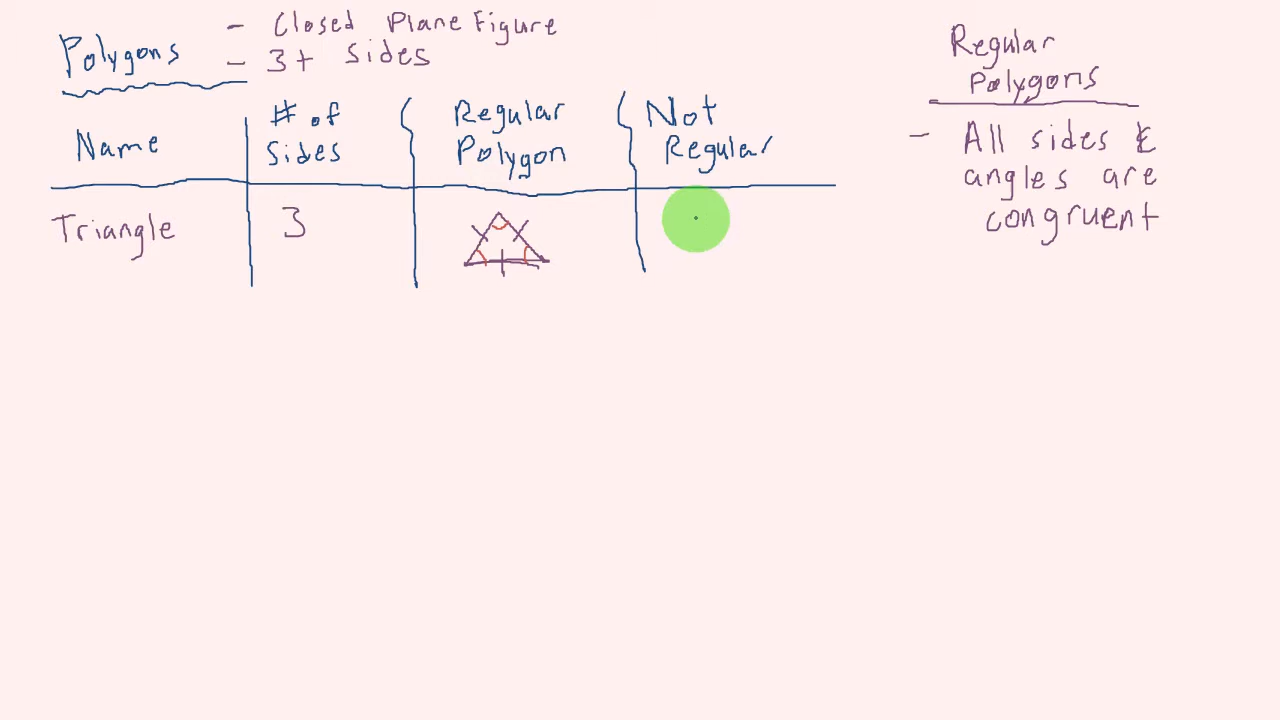 Polygons
- Closed Plane Figure
- 3+ sides
Name
# of
Sides
Regular
Polygon
Not
Regular
Triangle
3
Regular
Polygons
- All sides &
angles are
congruent